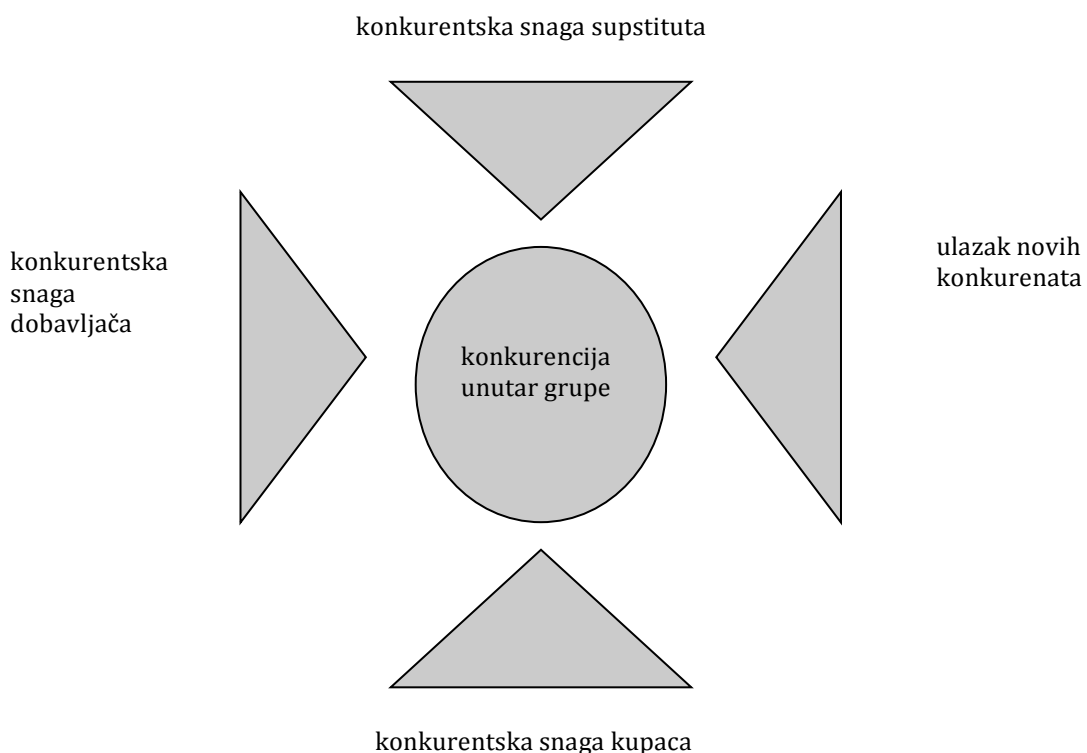 konkurentska snaga supstituta
konkurentska
snaga
dobavljača
ulazak novih
konkurenata
konkurencija
unutar grupe
konkurentska snaga kupaca